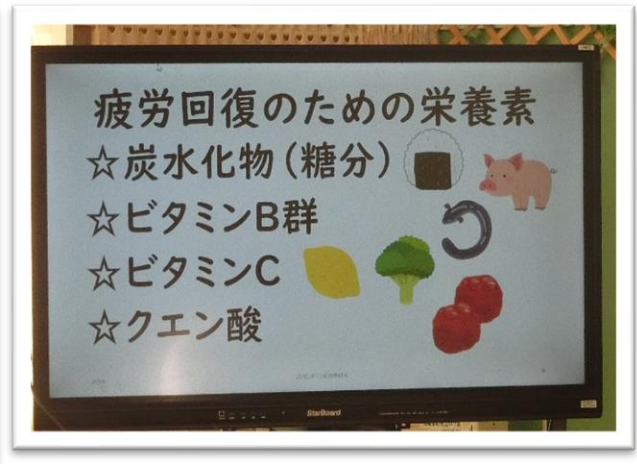 疲労回復のための栄養素
☆炭水化物（糖分）
☆ビタミンB群
☆ビタミンC
☆クエン酸
StarBoard